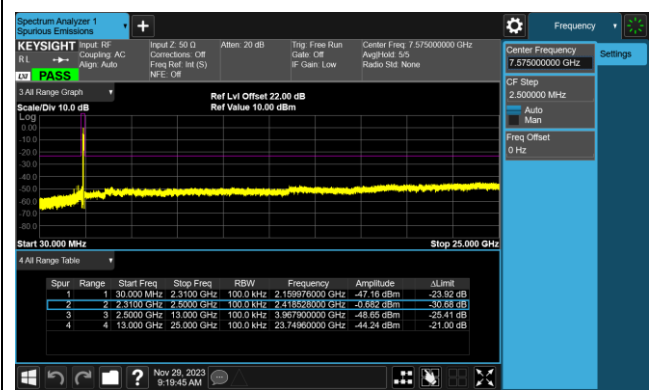 Spectrum Analyzer 1
Spurious Emissions
Frequency
KEYSIGHT
RL
PASS
Input: RF
Coupling: AC
Align: Auto
Input Z: 50 Ω
Corrections: Off
Freq Ref: Int (S)
NFE: Off
Atten: 20 dB
Trig: Free Run
Gate: Off
IF Gain: Low
Center Freq: 7.575000000 GHz
Avg|Hold: 5/5
Radio Std: None
Center Frequency
7.575000000 GHz
Settings
CF Step
2.500000 MHz
Auto
Man
Freq Offset
0 Hz
3 All Range Graph
Scale/Div 10.0 dB
Ref Lvl Offset 22.00 dB
Ref Value 10.00 dBm
Log
0.00
-10.0
-20.0
-30.0
-40.0
-50.0
-60.0
-70.0
-80.0
Start 30.000 MHz
Stop 25.000 GHz
4 All Range Table
Spur Range Start Freq Stop Freq RBW Frequency Amplitude ΔLimit
1 1 30.000 MHz 2.3100 GHz 100.0 kHz 2.159976000 GHz -47.16 dBm -23.92 dB
2 2 2.3100 GHz 2.5000 GHz 100.0 kHz 2.418528000 GHz -0.682 dBm -30.68 dB
3 3 2.5000 GHz 13.000 GHz 100.0 kHz 3.967900000 GHz -48.65 dBm -25.41 dB
4 4 13.000 GHz 25.000 GHz 100.0 kHz 23.74960000 GHz -44.24 dBm -21.00 dB
Nov 29, 2023
9:19:45 AM